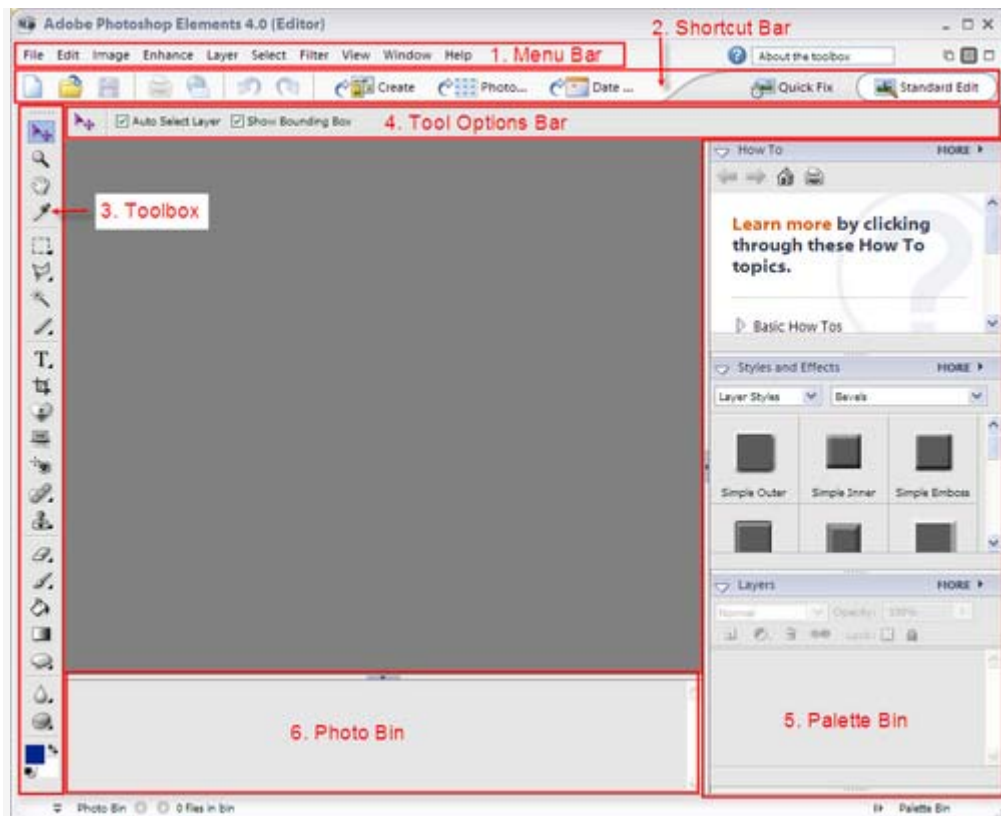 Adobe Photoshop Elements 4.0 (Editor)
2. Shortcut Bar
File Edit Image Enhance Layer Select Filter View Window Help
1. Menu Bar
About the toolbox
Create
Photo...
Date ...
Quick Fix
Standard Edit
Auto Select Layer
Show Bounding Box
4. Tool Options Bar
3. Toolbox
How To
MORE
Learn more by clicking
through these How To
topics.
Basic How Tos
T
Styles and Effects
MORE
Layer Styles
Bevels
Simple Outer
Simple Inner
Simple Emboss
Layers
MORE
Normal
Opacity: 100%
Lock:
5. Palette Bin
6. Photo Bin
Photo Bin
0 files in bin
Palette Bin